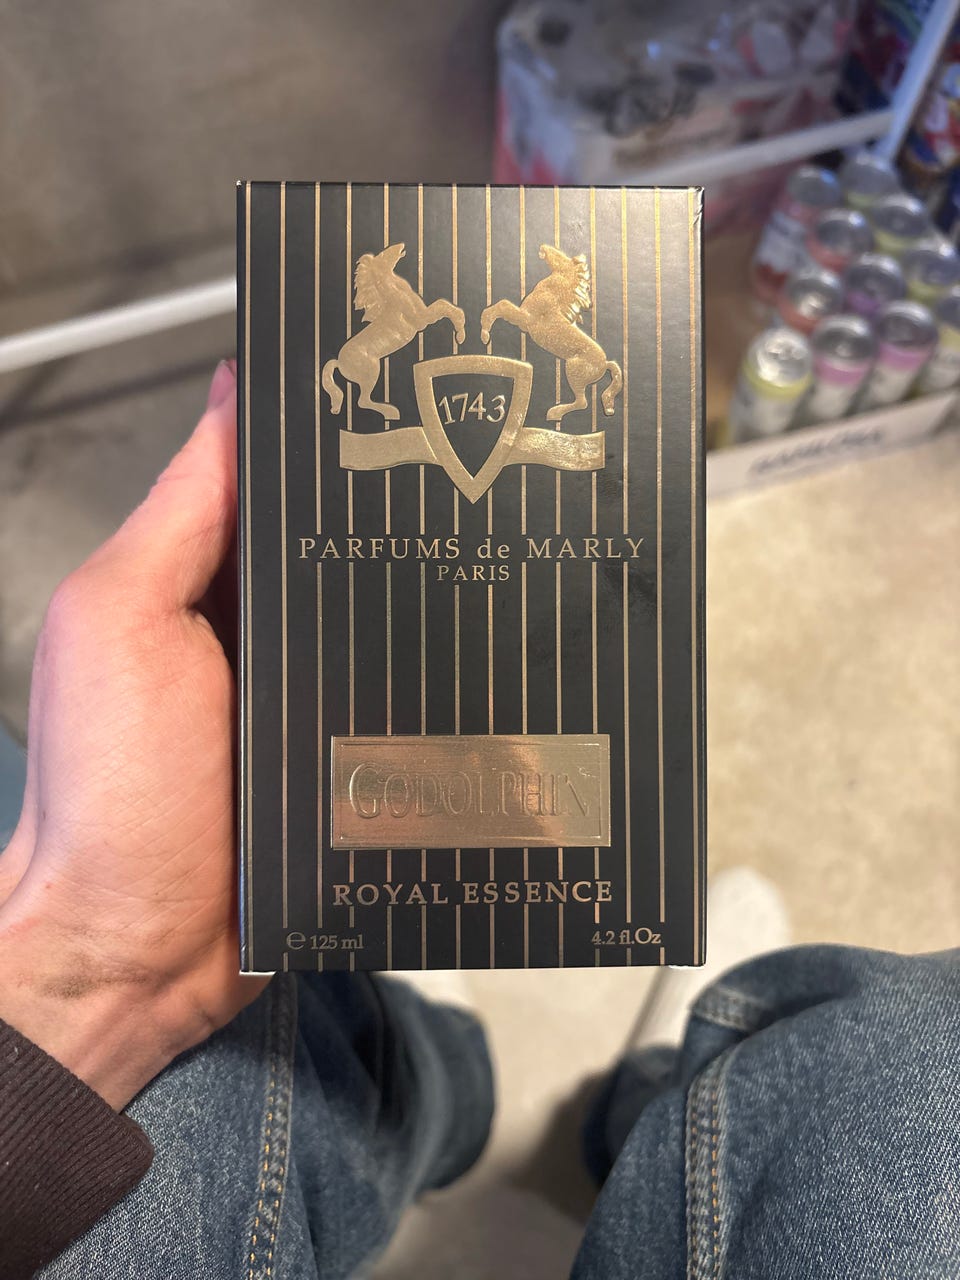 1743
PARFUMS de MARLY
PARIS
GODOLPHIN
ROYAL ESSENCE
℮ 125 ml 4.2 fl.Oz